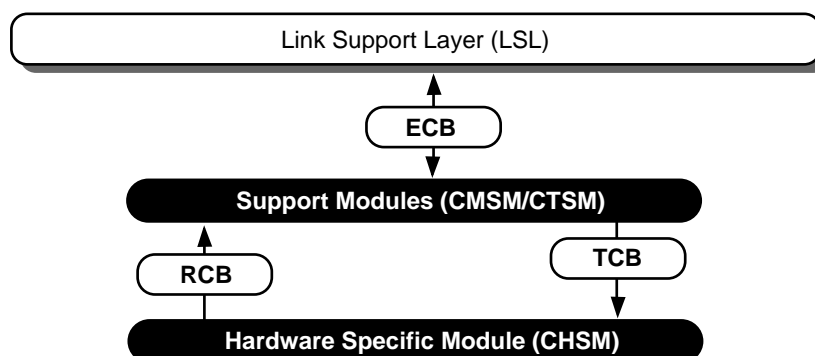 Link Support Layer (LSL)
ECB
Support Modules (CMSM/CTSM)
RCB
TCB
Hardware Specific Module (CHSM)